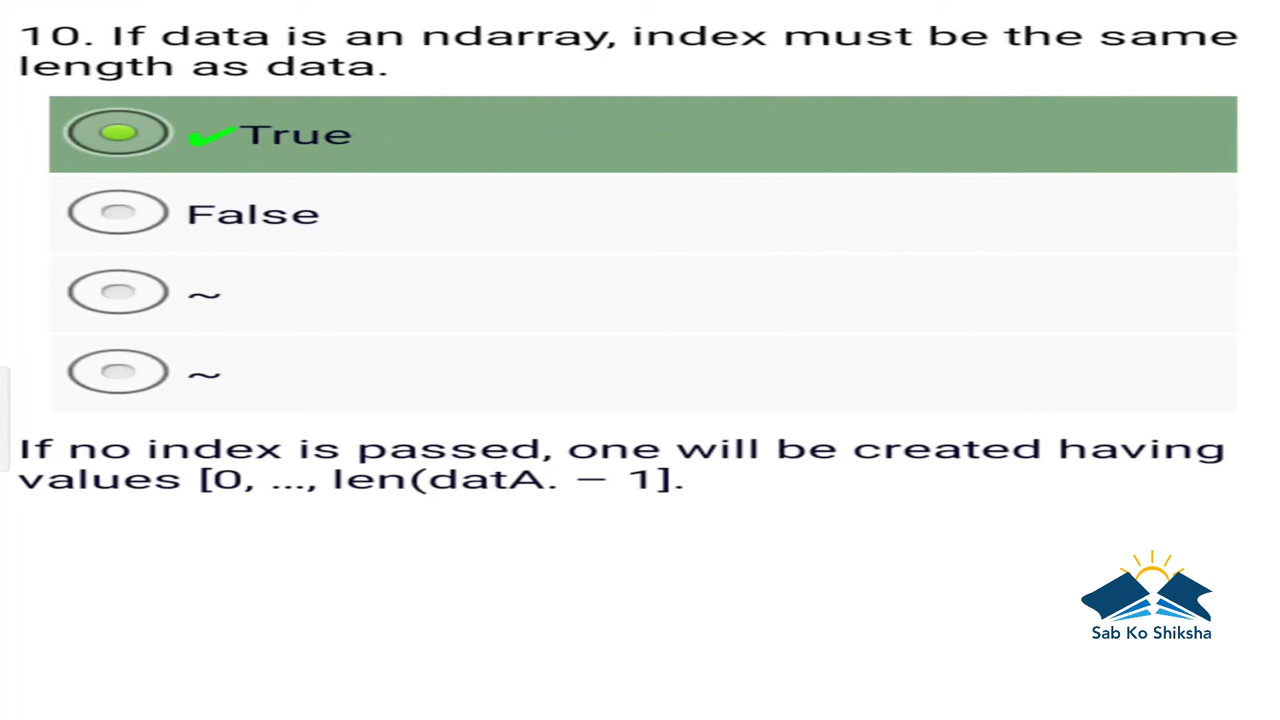 10. If data is an ndarray, index must be the same
length as data.
✔True
False
~
~
If no index is passed, one will be created having
values [0, ..., len(datA. – 1].
Sab Ko Shiksha